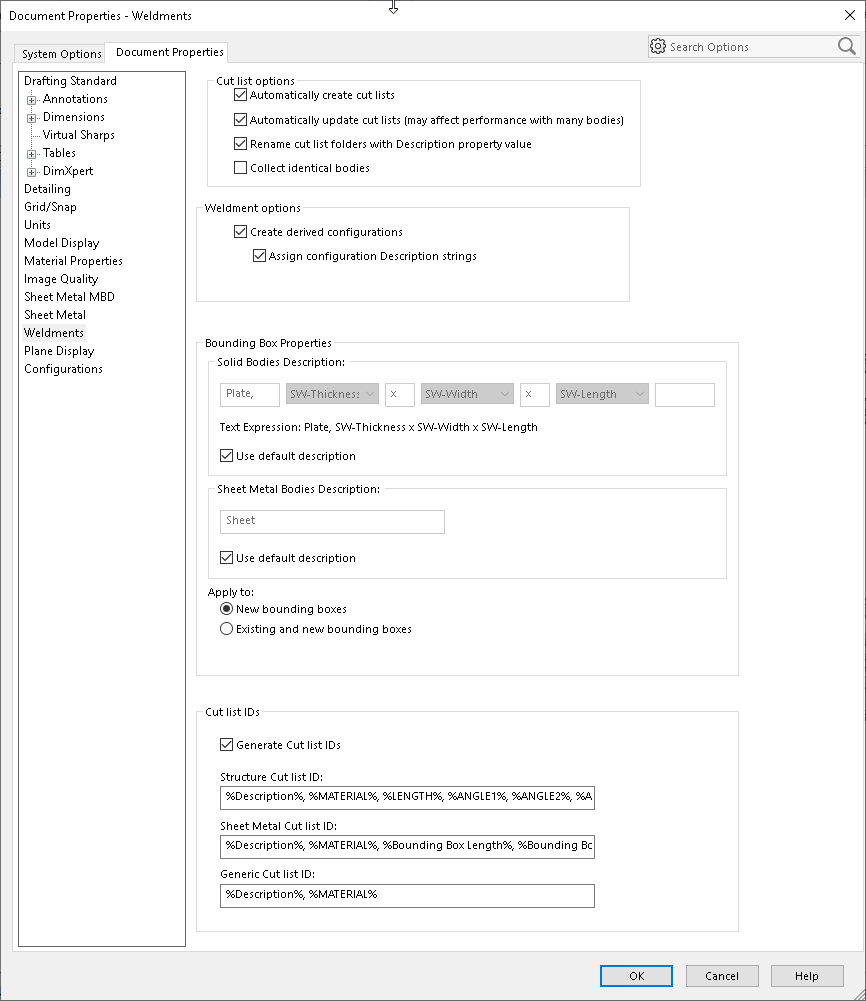 Document Properties - Weldments
System Options
Document Properties
Search Options
Drafting Standard
Annotations
Dimensions
Virtual Sharps
Tables
DimXpert
Detailing
Grid/Snap
Units
Model Display
Material Properties
Image Quality
Sheet Metal MBD
Sheet Metal
Weldments
Plane Display
Configurations
Cut list options
Automatically create cut lists
Automatically update cut lists (may affect performance with many bodies)
Rename cut list folders with Description property value
Collect identical bodies
Weldment options
Create derived configurations
Assign configuration Description strings
Bounding Box Properties
Solid Bodies Description:
Plate, SW-Thickness x SW-Width x SW-Length
Text Expression: Plate, SW-Thickness x SW-Width x SW-Length
Use default description
Sheet Metal Bodies Description:
Sheet
Use default description
Apply to:
New bounding boxes
Existing and new bounding boxes
Cut list IDs
Generate Cut list IDs
Structure Cut list ID:
%Description%, %MATERIAL%, %LENGTH%, %ANGLE1%, %ANGLE2%, %A
Sheet Metal Cut list ID:
%Description%, %MATERIAL%, %Bounding Box Length%, %Bounding Bo
Generic Cut list ID:
%Description%, %MATERIAL%
OK
Cancel
Help